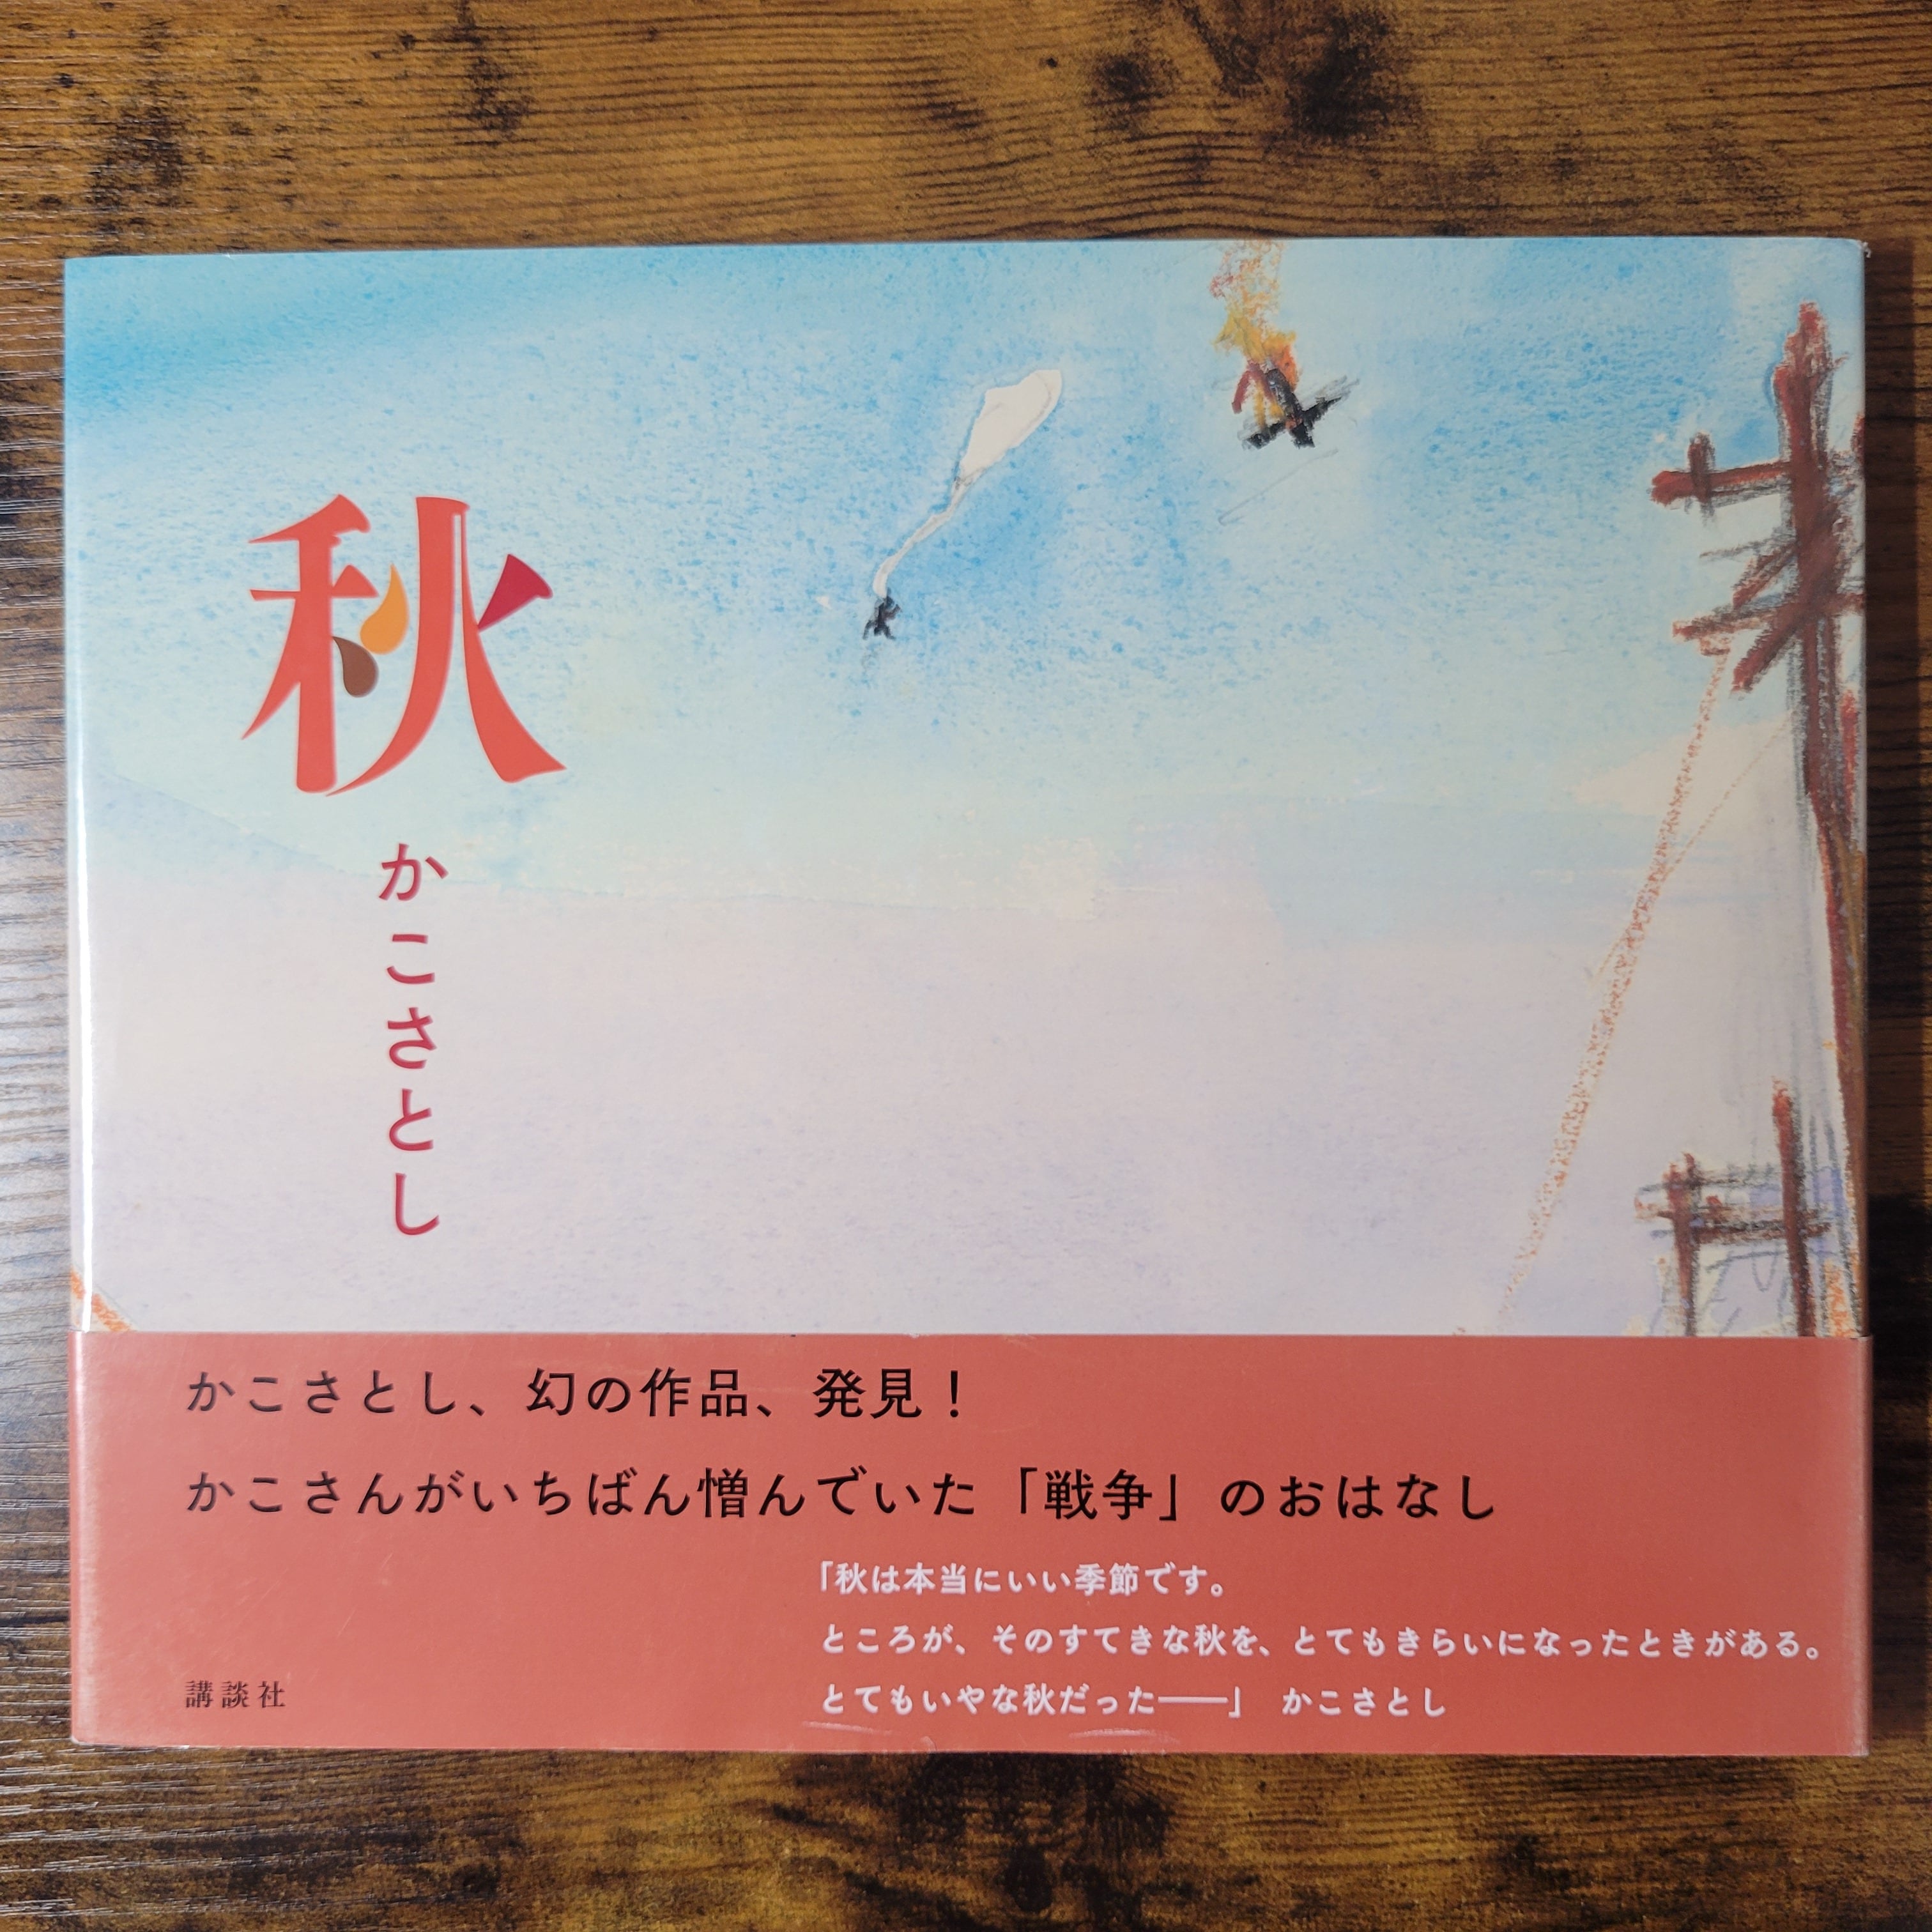 秋
かこさとし
かこさとし、幻の作品、発見！
かこさんがいちばん憎んでいた「戦争」のおはなし
「秋は本当にいい季節です。
ところが、そのすてきな秋を、とてもきらいになったときがある。
とてもいやな秋だった――」 かこさとし
講談社